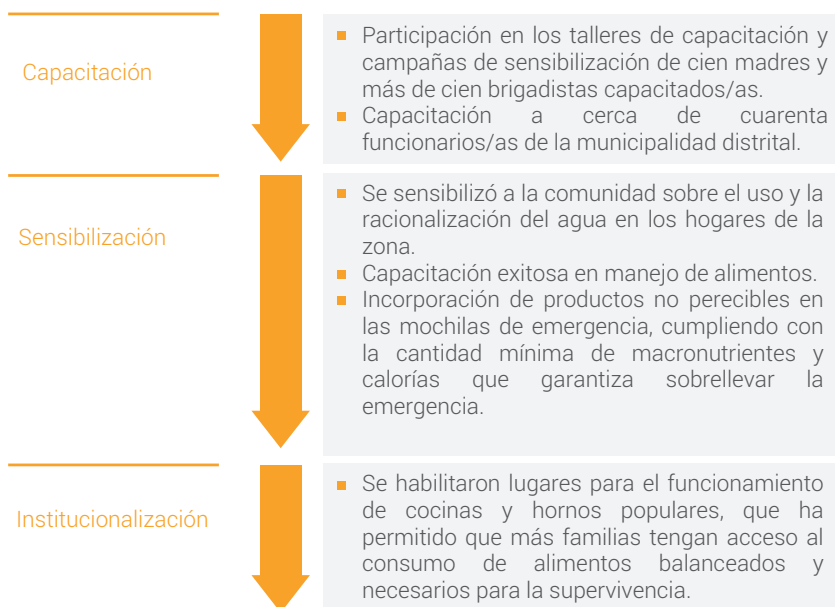 Capacitación
Participación en los talleres de capacitación y
campañas de sensibilización de cien madres y
más de cien brigadistas capacitados/as.
Capacitación a cerca de cuarenta
funcionarios/as de la municipalidad distrital.
Sensibilización
Se sensibilizó a la comunidad sobre el uso y la
racionalización del agua en los hogares de la
zona.
Capacitación exitosa en manejo de alimentos.
Incorporación de productos no perecibles en
las mochilas de emergencia, cumpliendo con
la cantidad mínima de macronutrientes y
calorías que garantiza sobrellevar la
emergencia.
Institucionalización
Se habilitaron lugares para el funcionamiento
de cocinas y hornos populares, que ha
permitido que más familias tengan acceso al
consumo de alimentos balanceados y
necesarios para la supervivencia.